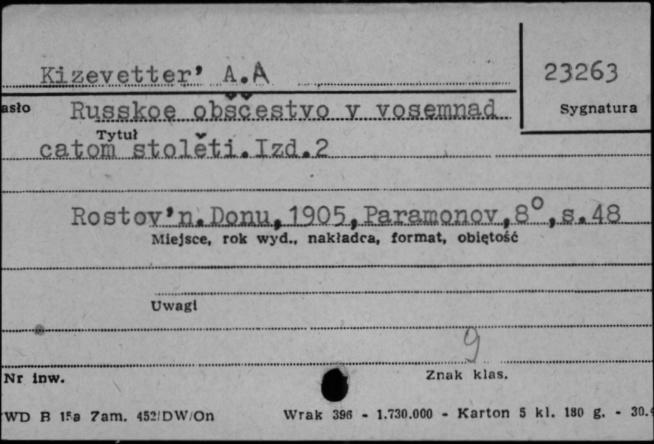 Kizevetter' A.A
23263
asło
Russkoe obščestvo v vosemnad
Sygnatura
Tytuł
catom stolěti.Izd.2
Rostov'n.Donu,1905,Paramonov,8°,s.48
Miejsce, rok wyd., nakładca, format, obiętość
Uwagi
9
Nr inw.
Znak klas.
WD B 15a Zam. 452/DW/On Wrak 396 - 1.730.000 - Karton 5 kl. 180 g. - 30.